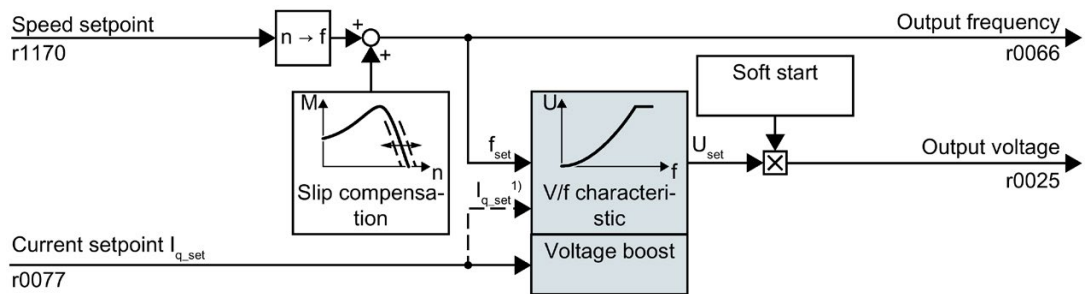 Speed setpoint
r1170
n → f
+
+
Output frequency
r0066
Soft start
M
n
Slip compensa-
tion
U
f
V/f characteri-
stic
f_set
I_q_set 1)
U_set
Output voltage
r0025
Current setpoint I_q_set
r0077
Voltage boost